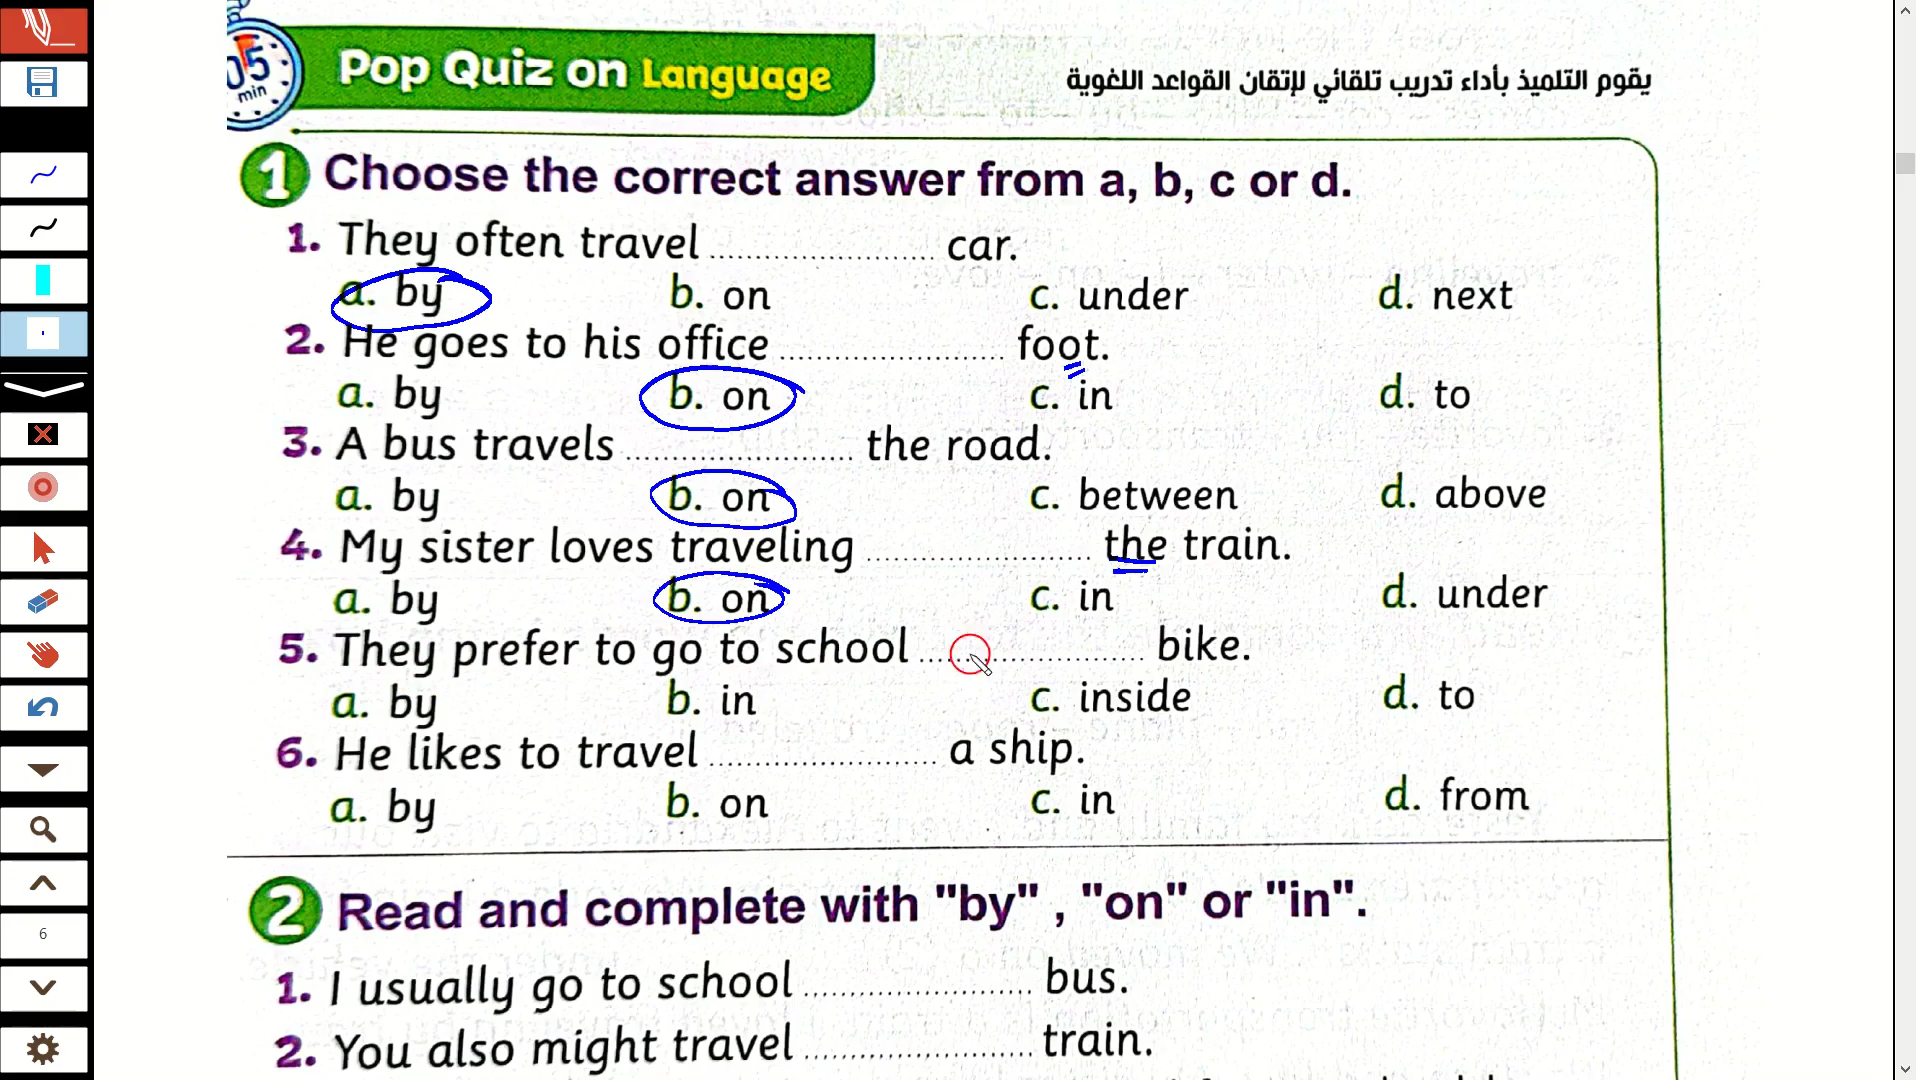 05
min
Pop Quiz on Language
يقوم التلميذ بأداء تدريب تلقائي لإتقان القواعد اللغوية
1 Choose the correct answer from a, b, c or d.
1. They often travel ........................ car.
a. by b. on c. under d. next
2. He goes to his office ........................ foot.
a. by b. on c. in d. to
3. A bus travels ........................ the road.
a. by b. on c. between d. above
4. My sister loves traveling ........................ the train.
a. by b. on c. in d. under
5. They prefer to go to school ........................ bike.
a. by b. in c. inside d. to
6. He likes to travel ........................ a ship.
a. by b. on c. in d. from
2 Read and complete with "by" , "on" or "in".
1. I usually go to school ........................ bus.
2. You also might travel ........................ train.
6